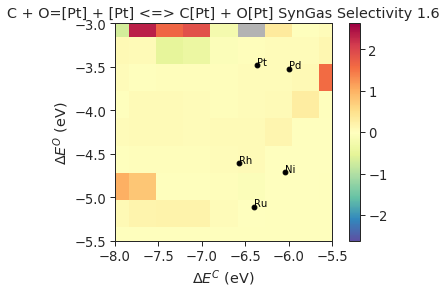 C + O=[Pt] + [Pt] <=> C[Pt] + O[Pt] SynGas Selectivity 1.6
−3.0
−3.5
−4.0
−4.5
−5.0
−5.5
ΔE^O (eV)
Pt
Pd
Rh
Ni
Ru
−8.0 −7.5 −7.0 −6.5 −6.0 −5.5
ΔE^C (eV)
2
1
0
−1
−2